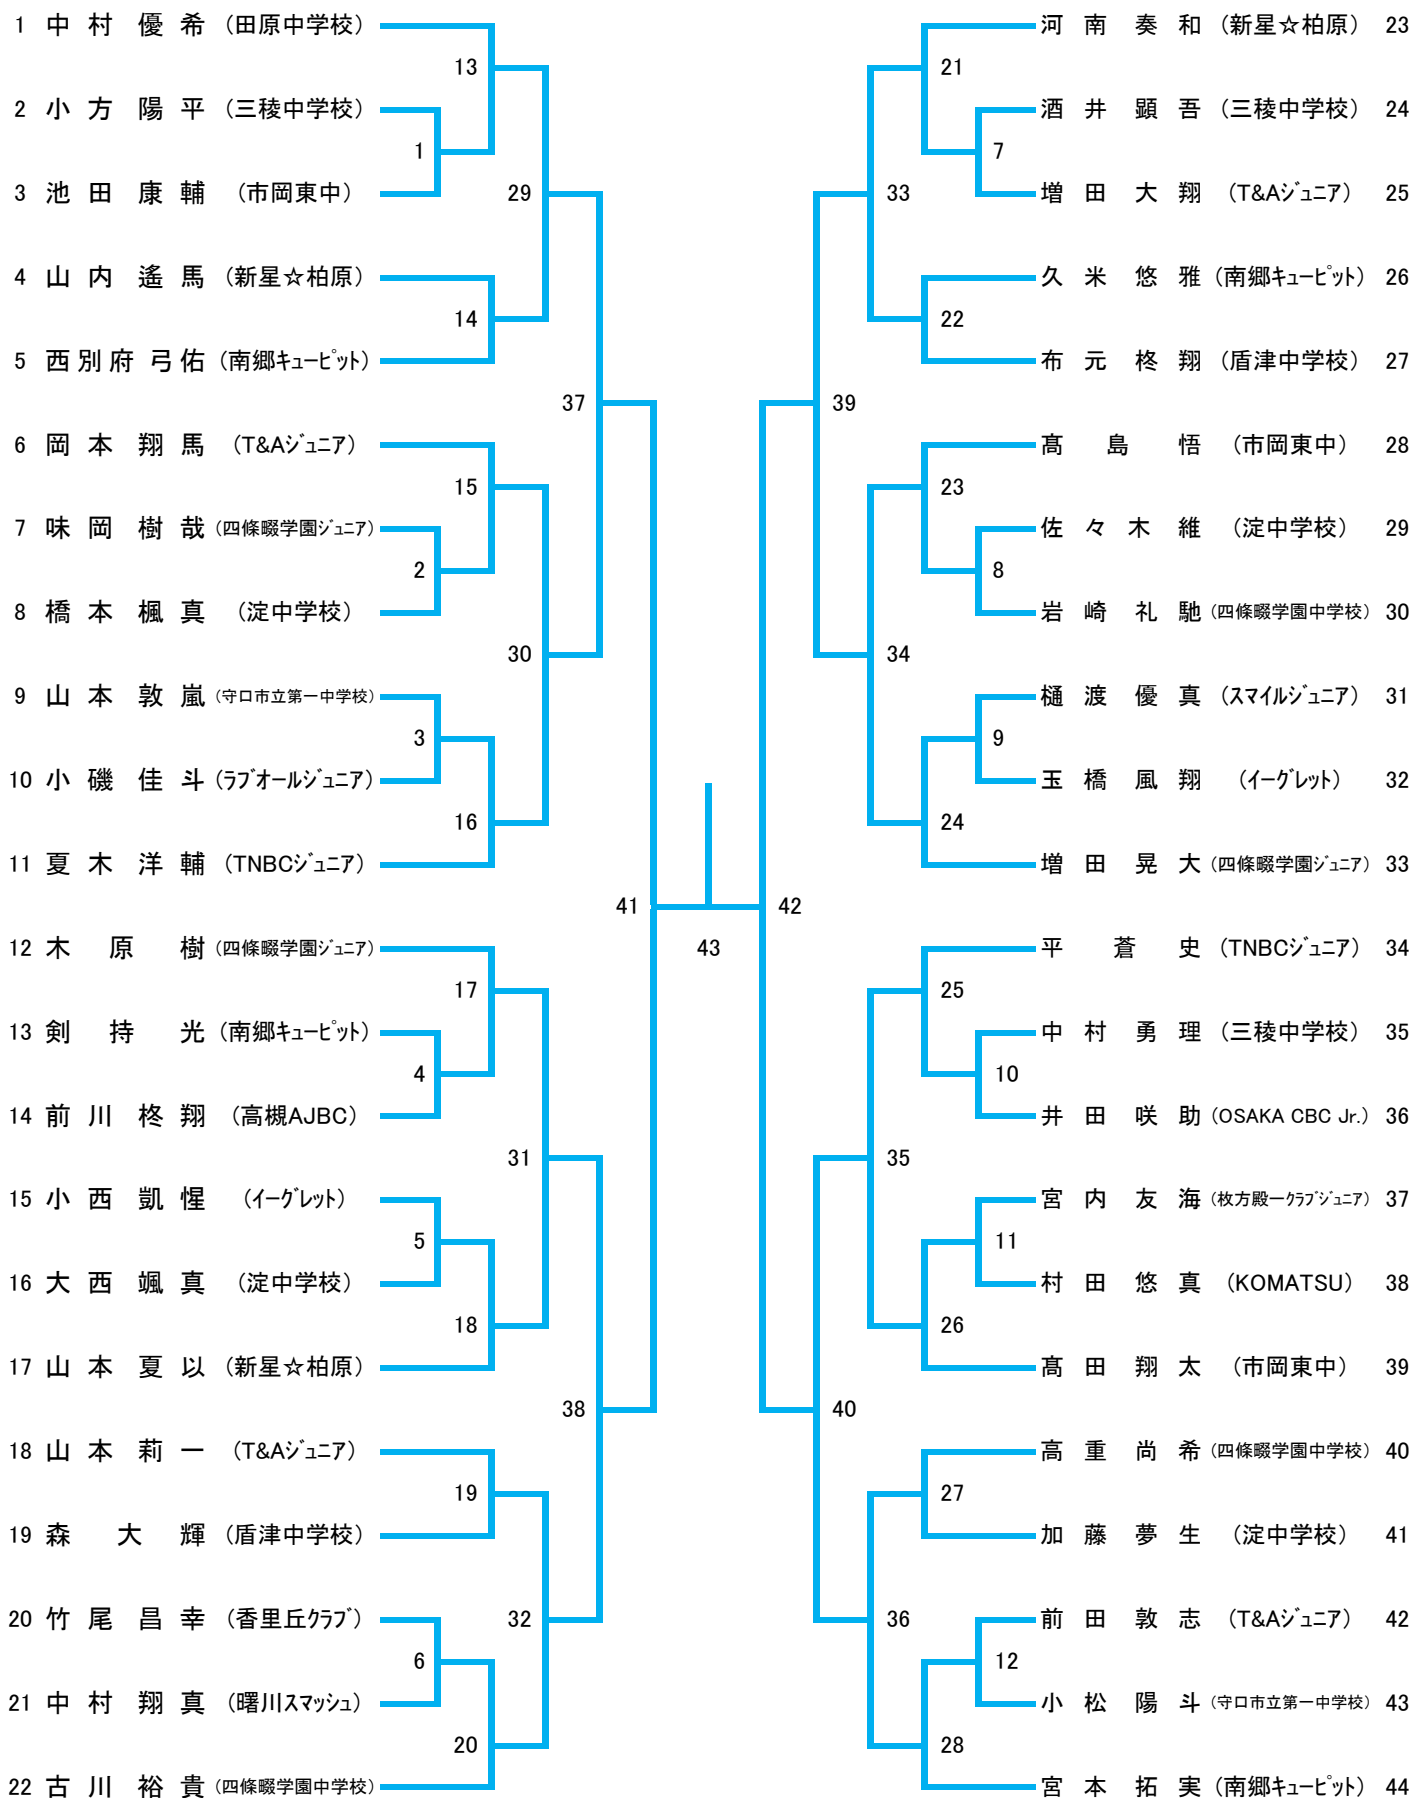 1 中村 優希 (田原中学校)
13
2 小方 陽平 (三稜中学校)
1
3 池田 康輔 (市岡東中)
29
4 山内 遙馬 (新星☆柏原)
14
5 西別府 弓佑 (南郷キューピット)
37
6 岡本 翔馬 (T&Aジュニア)
15
7 味岡 樹哉 (四條畷学園ジュニア)
2
8 橋本 楓真 (淀中学校)
30
9 山本 敦嵐 (守口市立第一中学校)
3
10 小磯 佳斗 (ラブオールジュニア)
16
11 夏木 洋輔 (TNBCジュニア)
41
12 木原 樹 (四條畷学園ジュニア)
17
13 剣持 光 (南郷キューピット)
4
14 前川 柊翔 (高槻AJBC)
31
15 小西 凱惺 (イーグレット)
5
16 大西 颯真 (淀中学校)
18
17 山本 夏以 (新星☆柏原)
38
18 山本 莉一 (T&Aジュニア)
19
19 森 大輝 (盾津中学校)
20 竹尾 昌幸 (香里丘クラブ)
32
6
21 中村 翔真 (曙川スマッシュ)
20
22 古川 裕貴 (四條畷学園中学校)
43
河南 奏和 (新星☆柏原) 23
21
酒井 顕吾 (三稜中学校) 24
7
増田 大翔 (T&Aジュニア) 25
33
久米 悠雅 (南郷キューピット) 26
22
布元 柊翔 (盾津中学校) 27
39
髙島 悟 (市岡東中) 28
23
佐々木 維 (淀中学校) 29
8
岩崎 礼馳 (四條畷学園中学校) 30
34
樋渡 優真 (スマイルジュニア) 31
9
玉橋 風翔 (イーグレット) 32
24
増田 晃大 (四條畷学園ジュニア) 33
42
平 蒼史 (TNBCジュニア) 34
25
中村 勇理 (三稜中学校) 35
10
井田 咲助 (OSAKA CBC Jr.) 36
35
宮内 友海 (枚方殿一クラブジュニア) 37
11
村田 悠真 (KOMATSU) 38
26
髙田 翔太 (市岡東中) 39
40
高重 尚希 (四條畷学園中学校) 40
27
加藤 夢生 (淀中学校) 41
36
前田 敦志 (T&Aジュニア) 42
12
小松 陽斗 (守口市立第一中学校) 43
28
宮本 拓実 (南郷キューピット) 44